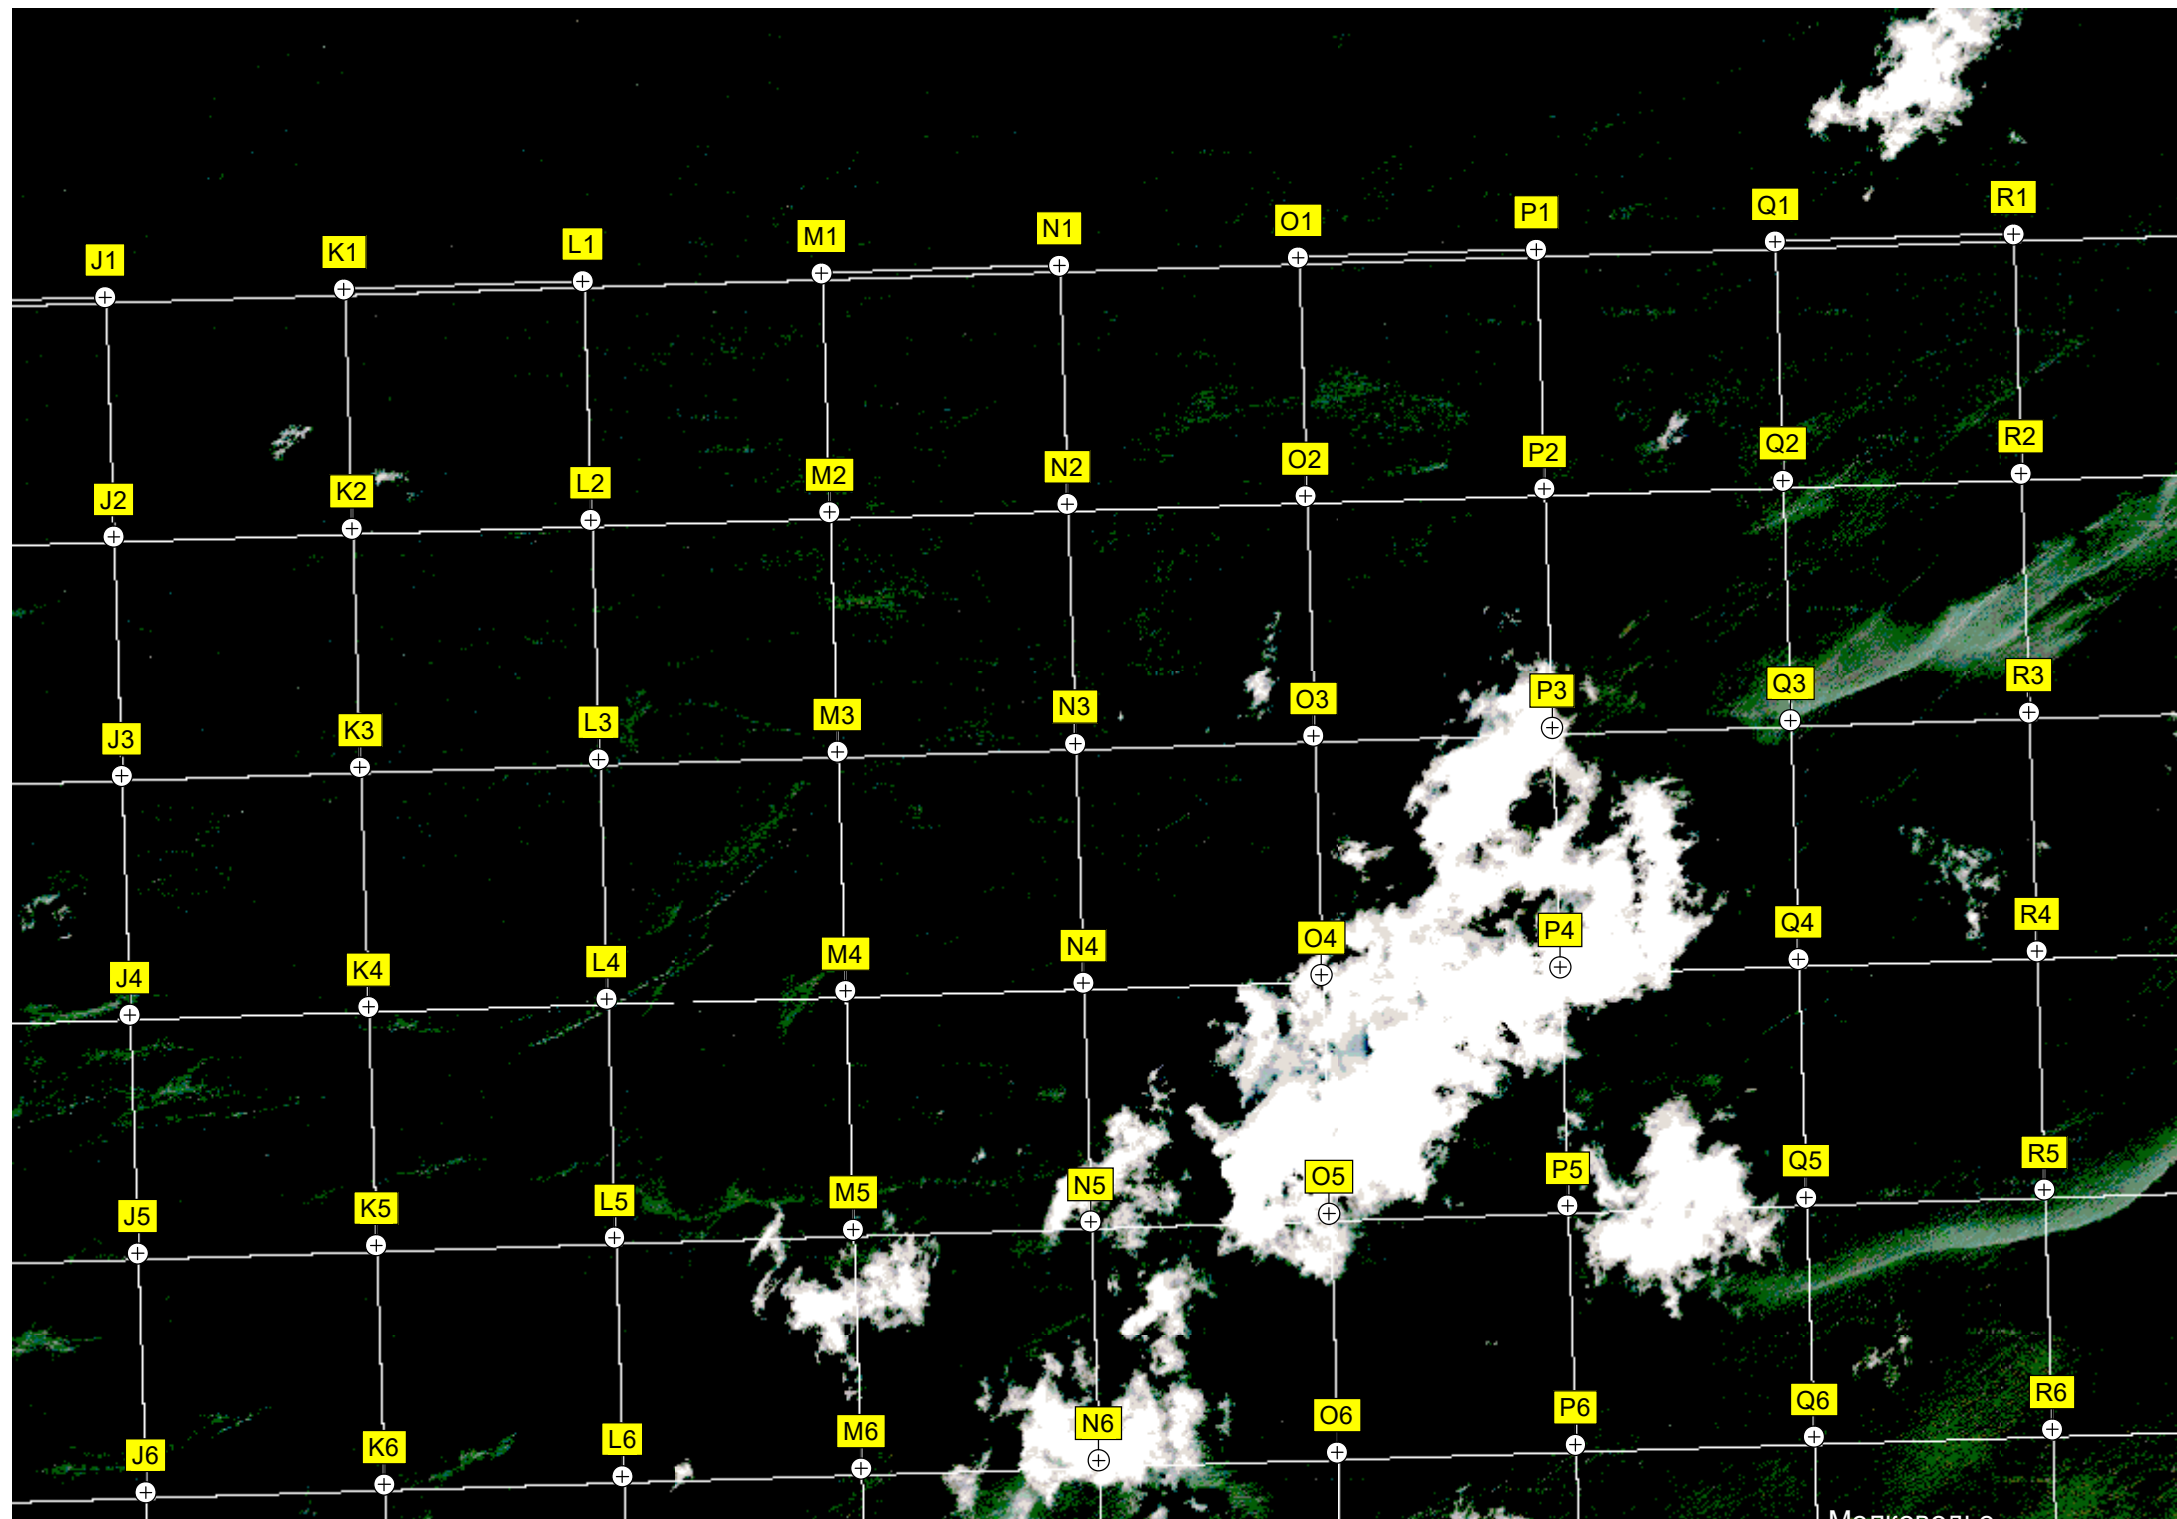 J1 K1 L1 M1 N1 O1 P1 Q1 R1
J2 K2 L2 M2 N2 O2 P2 Q2 R2
J3 K3 L3 M3 N3 O3 P3 Q3 R3
J4 K4 L4 M4 N4 O4 P4 Q4 R4
J5 K5 L5 M5 N5 O5 P5 Q5 R5
J6 K6 L6 M6 N6 O6 P6 Q6 R6